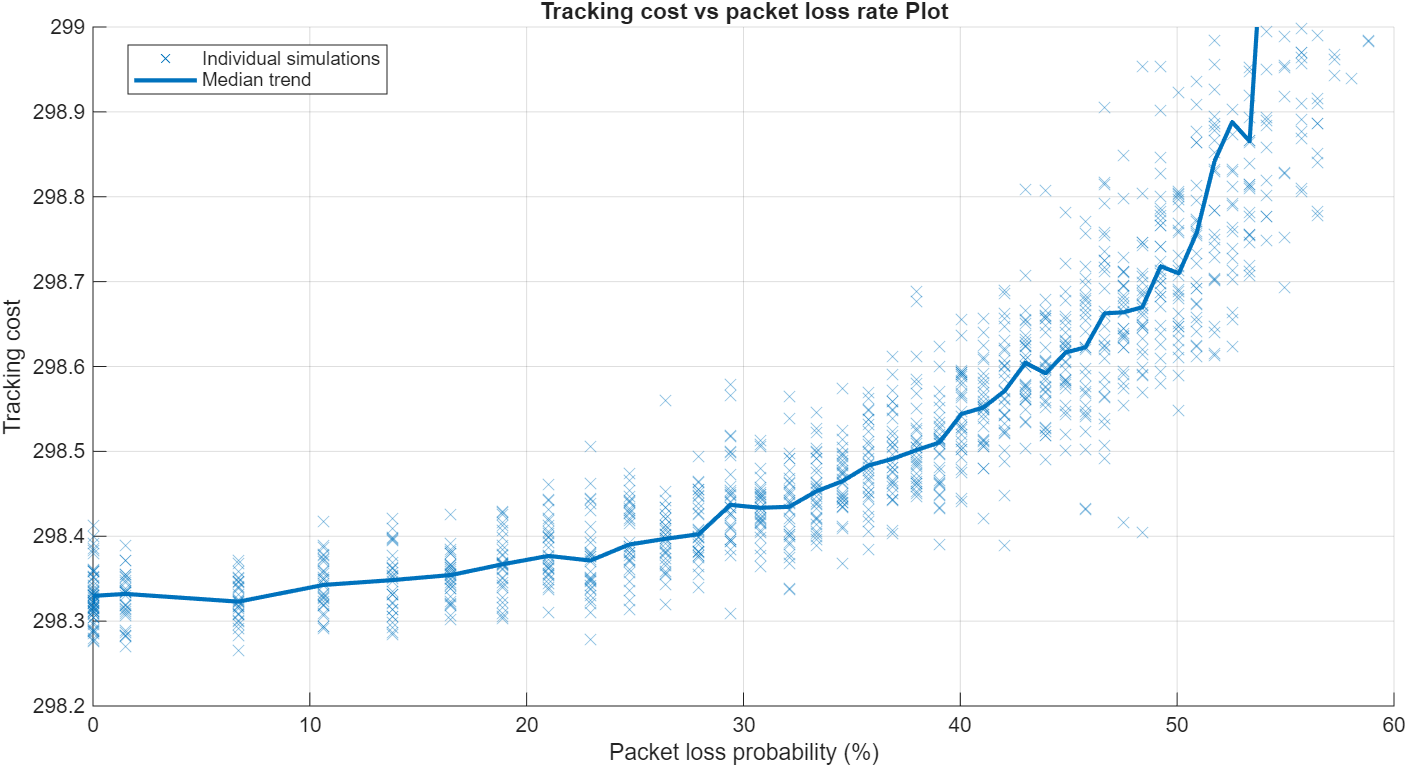 Tracking cost vs packet loss rate Plot
Individual simulations
Median trend
299
298.9
298.8
298.7
298.6
298.5
298.4
298.3
298.2
Tracking cost
0 10 20 30 40 50 60
Packet loss probability (%)